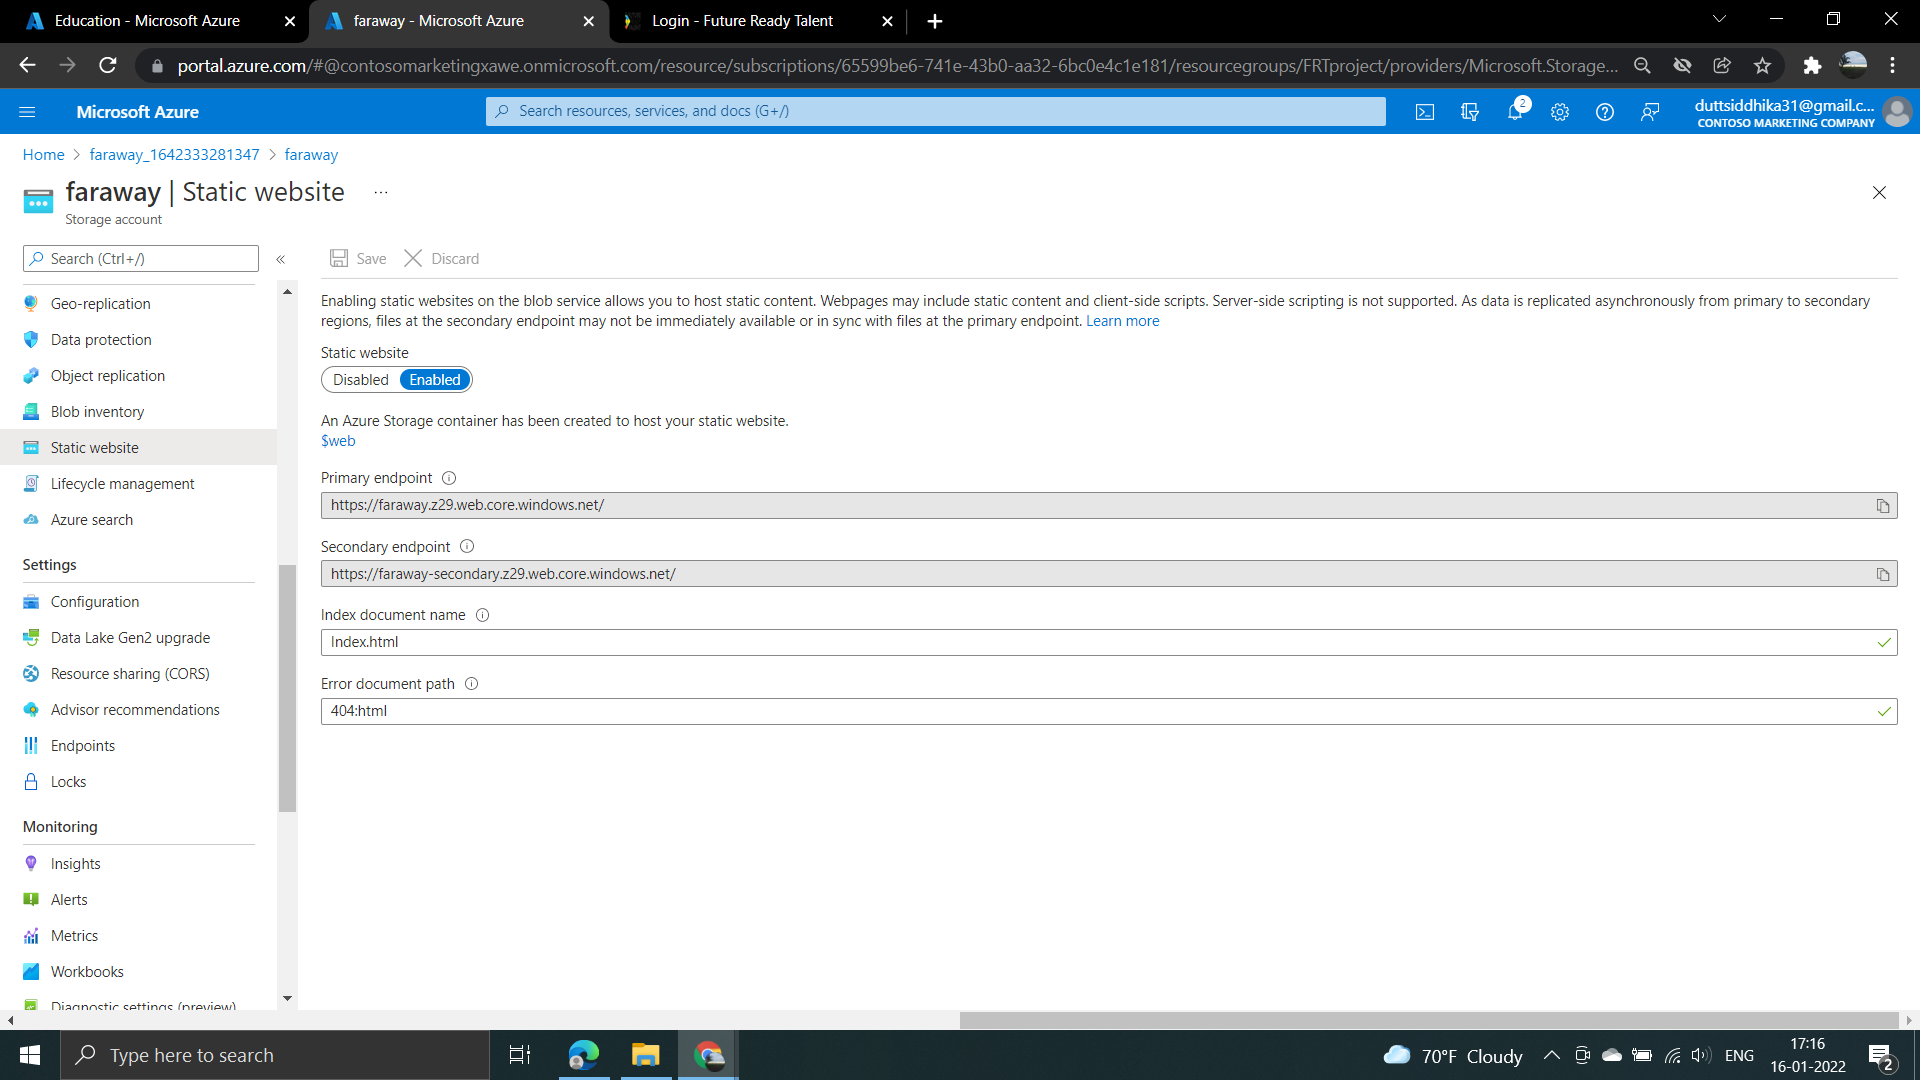 Education - Microsoft Azure
faraway - Microsoft Azure
Login - Future Ready Talent
portal.azure.com/#@contosomarketingxawe.onmicrosoft.com/resource/subscriptions/65599be6-741e-43b0-aa32-6bc0e4c1e181/resourcegroups/FRTproject/providers/Microsoft.Storage...
Microsoft Azure
Search resources, services, and docs (G+/)
2
duttsiddhika31@gmail.c...
CONTOSO MARKETING COMPANY
Home > faraway_1642333281347 > faraway
faraway | Static website ...
Storage account
Search (Ctrl+/)
«
Geo-replication
Data protection
Object replication
Blob inventory
Static website
Lifecycle management
Azure search
Settings
Configuration
Data Lake Gen2 upgrade
Resource sharing (CORS)
Advisor recommendations
Endpoints
Locks
Monitoring
Insights
Alerts
Metrics
Workbooks
Diagnostic settings (preview)
Save Discard
Enabling static websites on the blob service allows you to host static content. Webpages may include static content and client-side scripts. Server-side scripting is not supported. As data is replicated asynchronously from primary to secondary
regions, files at the secondary endpoint may not be immediately available or in sync with files at the primary endpoint. Learn more
Static website
Disabled Enabled
An Azure Storage container has been created to host your static website.
$web
Primary endpoint
https://faraway.z29.web.core.windows.net/
Secondary endpoint
https://faraway-secondary.z29.web.core.windows.net/
Index document name
Index.html
Error document path
404:html
Type here to search
70°F Cloudy
ENG
17:16
16-01-2022
2